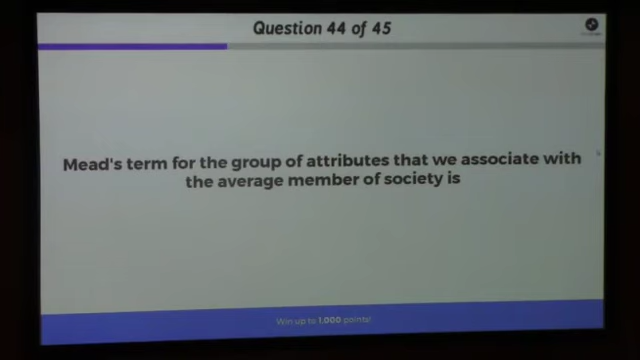 Question 44 of 45
Mead's term for the group of attributes that we associate with
the average member of society is
Win up to 1,000 points!